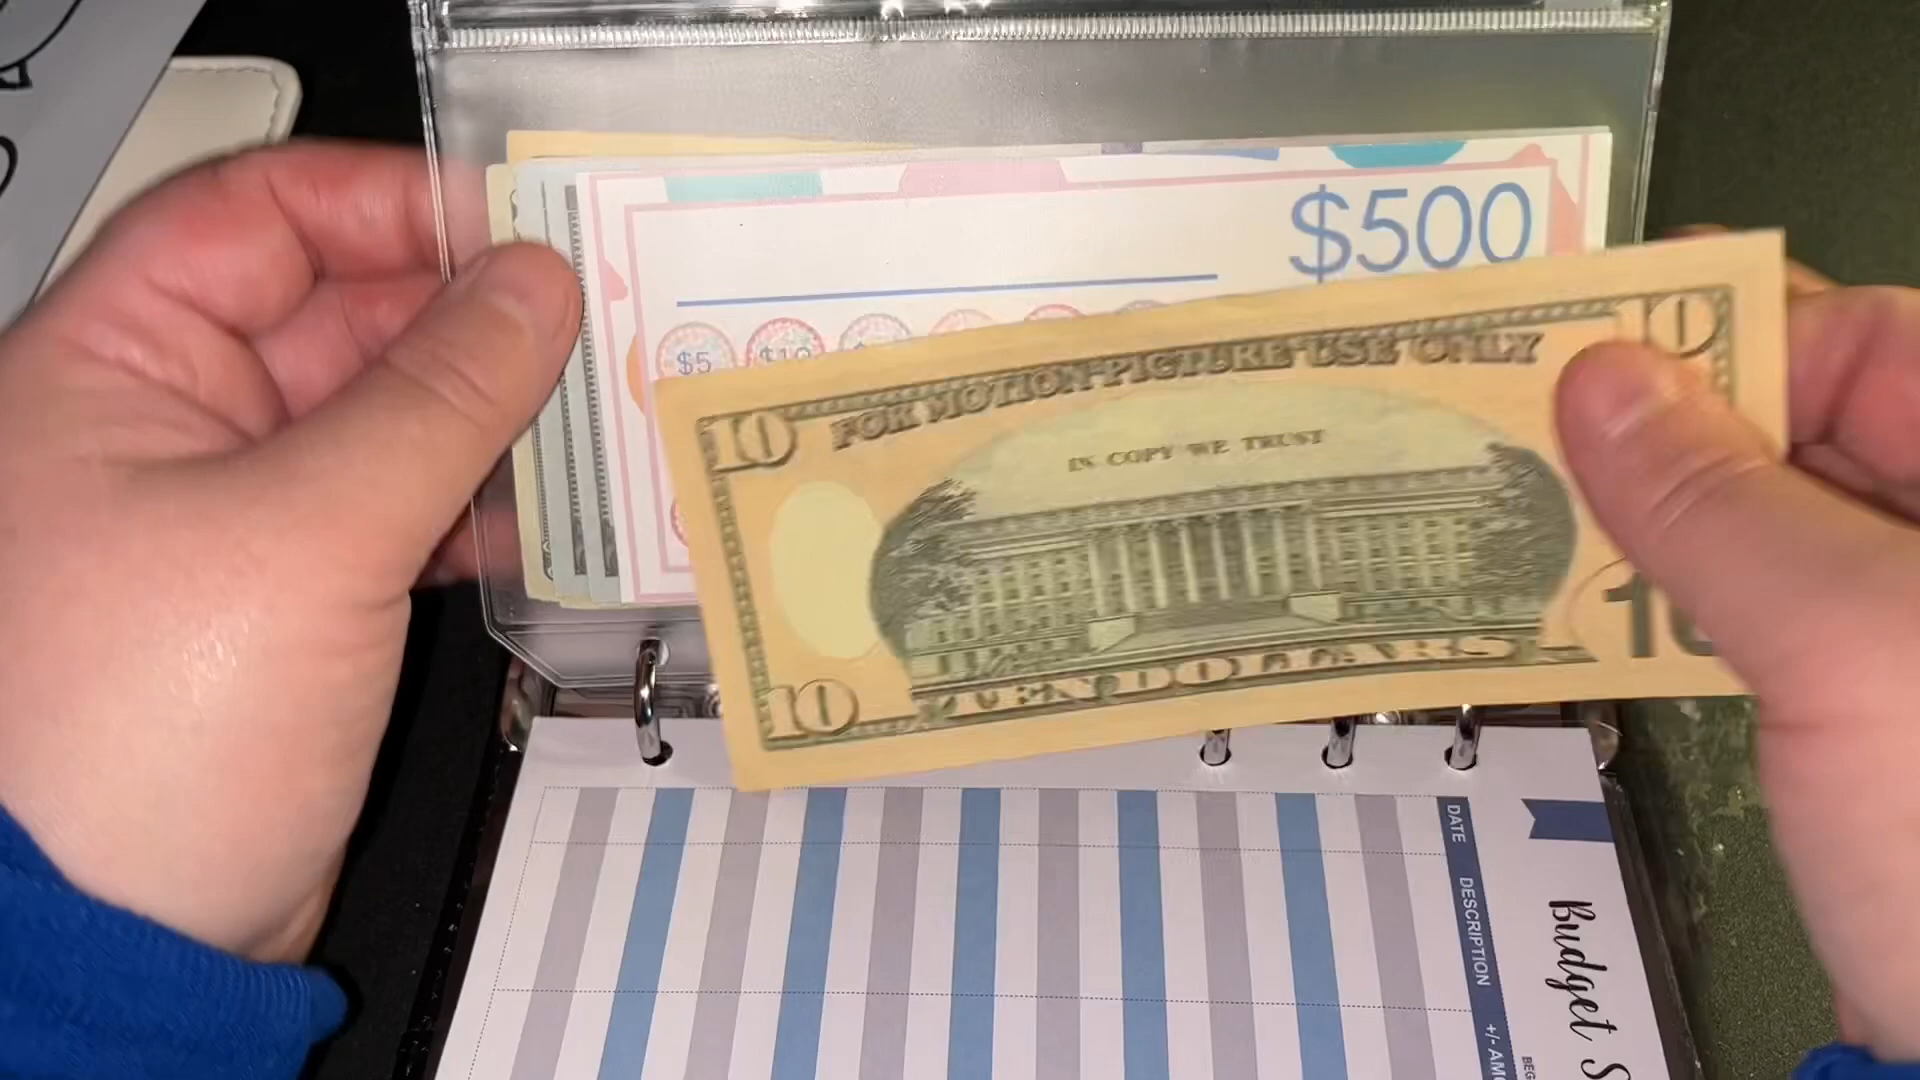 $500
$5 $10
10 FOR MOTION PICTURE USE ONLY 10
IN COPY WE TRUST
10 TEN DOLLARS
DATE DESCRIPTION +/-
Budget